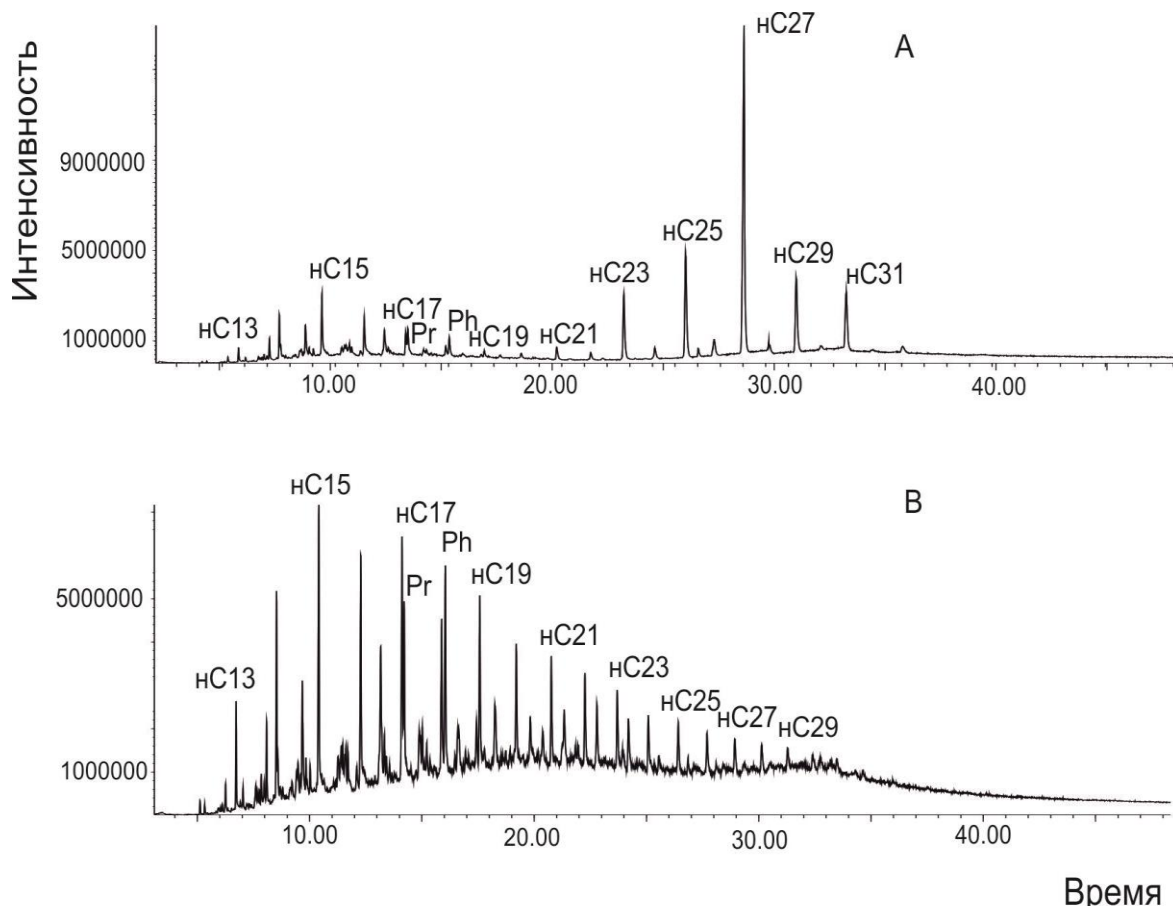 Интенсивность
A
нС27
9000000
5000000
1000000
нС13
нС15
нС17
Pr
Ph
нС19
нС21
нС23
нС25
нС29
нС31
10.00 20.00 30.00 40.00
B
5000000
1000000
нС13
нС15
нС17
Pr
Ph
нС19
нС21
нС23
нС25
нС27
нС29
10.00 20.00 30.00 40.00
Время